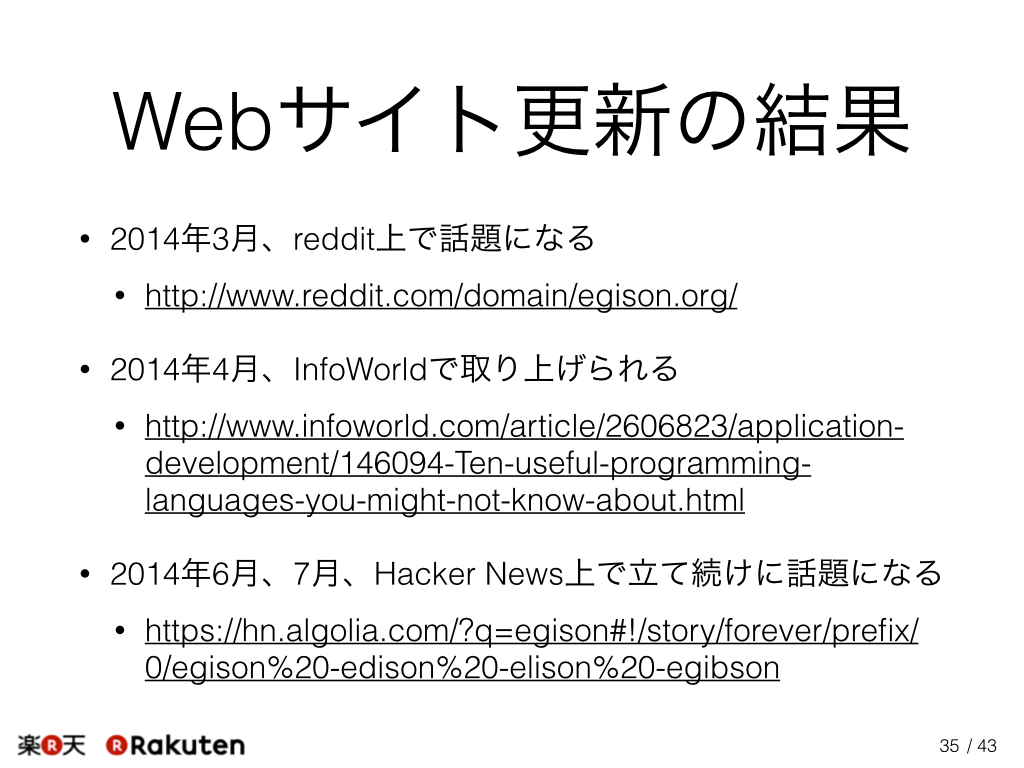 Webサイト更新の結果
• 2014年3月、reddit上で話題になる
• http://www.reddit.com/domain/egison.org/
• 2014年4月、InfoWorldで取り上げられる
• http://www.infoworld.com/article/2606823/application-
development/146094-Ten-useful-programming-
languages-you-might-not-know-about.html
• 2014年6月、7月、Hacker News上で立て続けに話題になる
• https://hn.algolia.com/?q=egison#!/story/forever/prefix/
0/egison%20-edison%20-elison%20-egibson
楽R天 R Rakuten
35 / 43